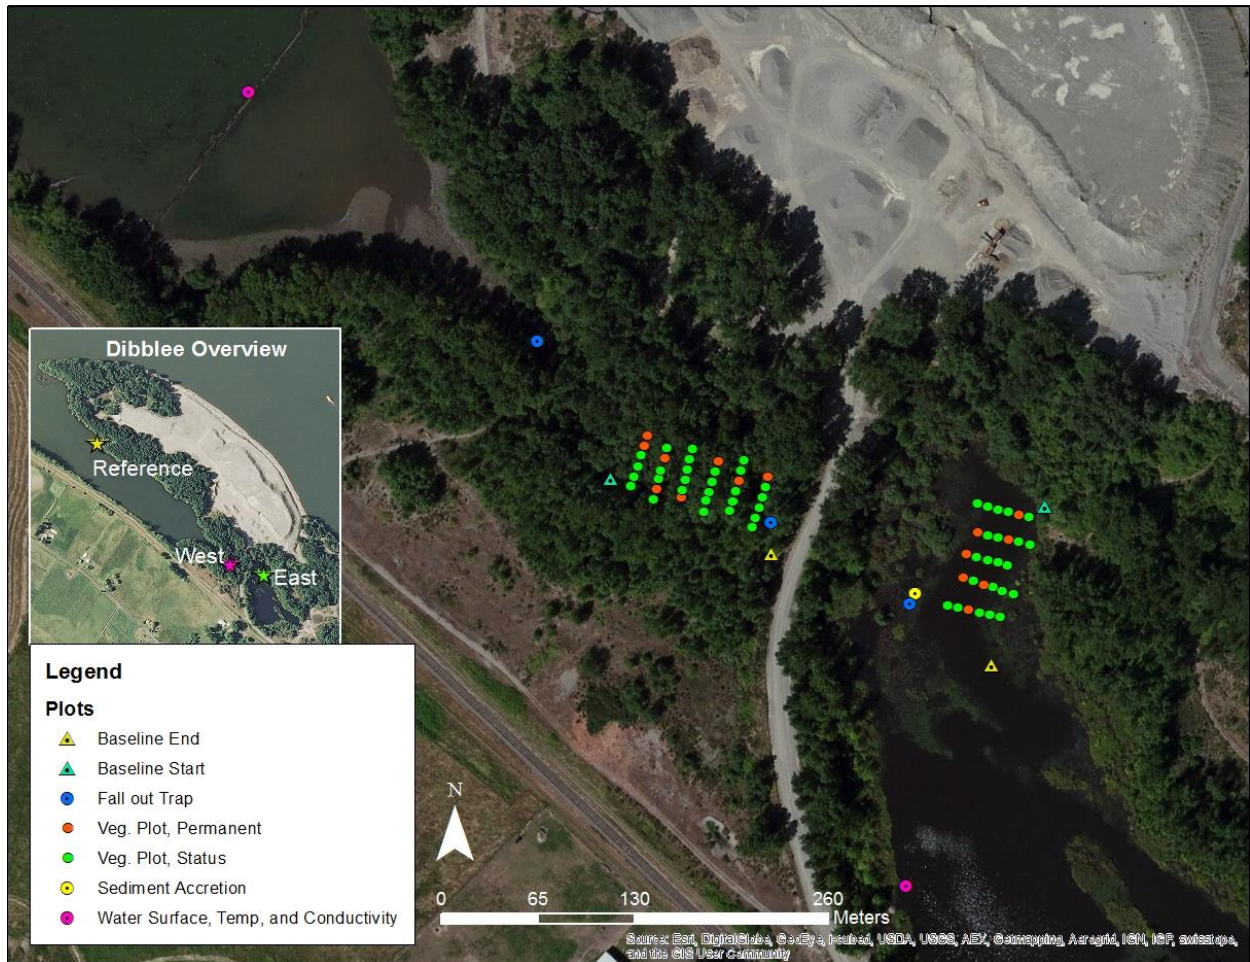 Dibblee Overview
Reference
West
East
Legend
Plots
Baseline End
Baseline Start
Fall out Trap
Veg. Plot, Permanent
Veg. Plot, Status
Sediment Accretion
Water Surface, Temp, and Conductivity
N
0 65 130 260
Meters
Source: Esri, DigitalGlobe, GeoEye, i-cubed, USDA, USGS, AEX, Getmapping, Aerogrid, IGN, IGP, swisstopo,
and the GIS User Community